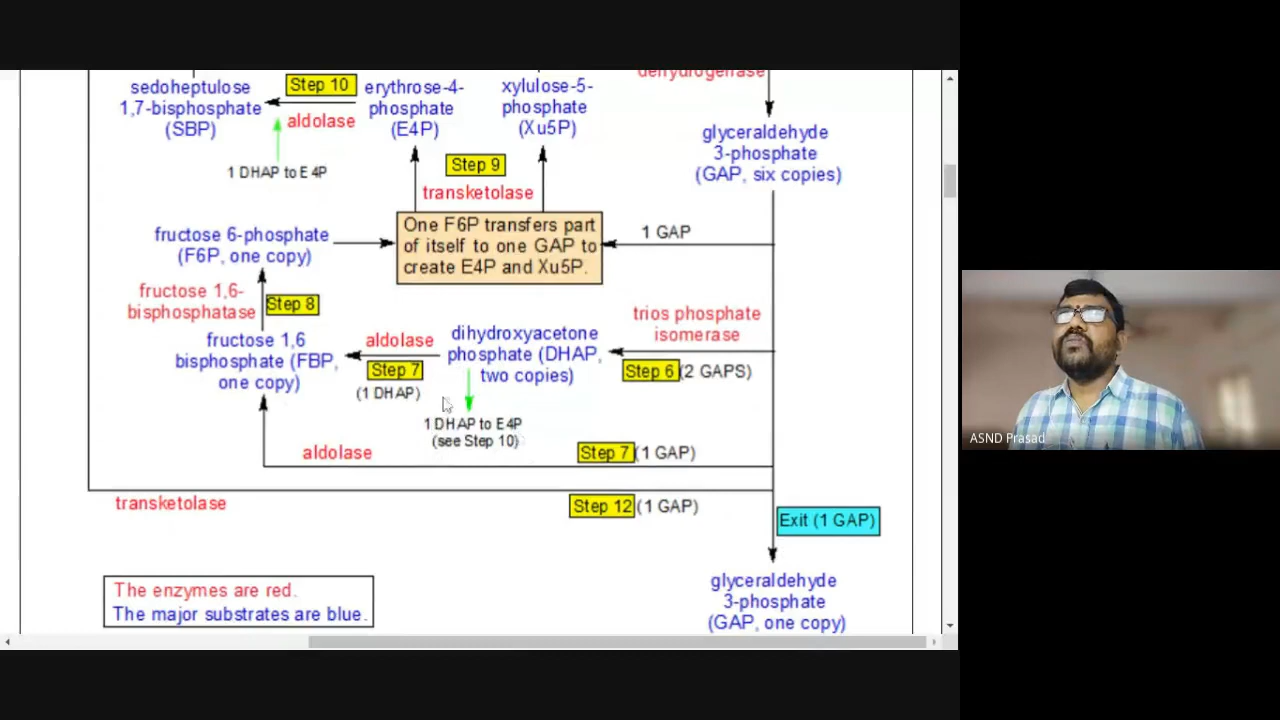 dehydrogenase
sedoheptulose
1,7-bisphosphate
(SBP)
Step 10
aldolase
erythrose-4-
phosphate
(E4P)
xylulose-5-
phosphate
(Xu5P)
glyceraldehyde
3-phosphate
(GAP, six copies)
1 DHAP to E4P
Step 9
transketolase
fructose 6-phosphate
(F6P, one copy)
One F6P transfers part
of itself to one GAP to
create E4P and Xu5P.
1 GAP
fructose 1,6-
bisphosphatase
Step 8
trios phosphate
isomerase
fructose 1,6
bisphosphate (FBP,
one copy)
aldolase
Step 7
(1 DHAP)
dihydroxyacetone
phosphate (DHAP,
two copies)
Step 6 (2 GAPS)
1 DHAP to E4P
(see Step 10)
aldolase
Step 7 (1 GAP)
transketolase
Step 12 (1 GAP)
Exit (1 GAP)
glyceraldehyde
3-phosphate
(GAP, one copy)
The enzymes are red.
The major substrates are blue.
ASND Prasad